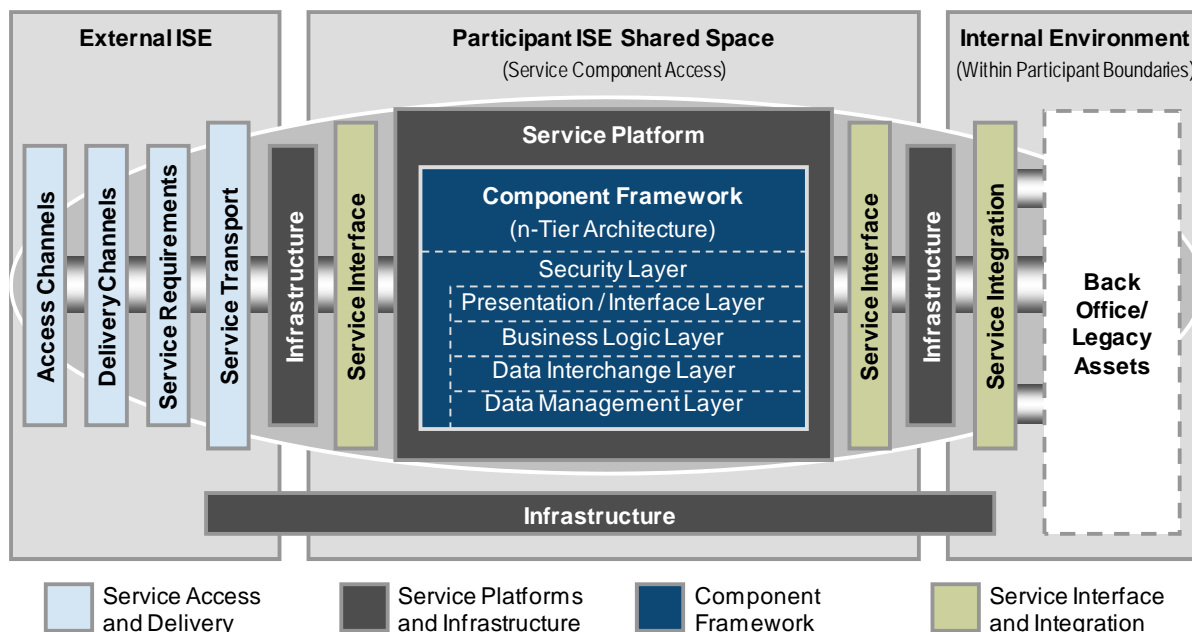 External ISE
Participant ISE Shared Space
(Service Component Access)
Internal Environment
(Within Participant Boundaries)
Access Channels
Delivery Channels
Service Requirements
Service Transport
Infrastructure
Service Interface
Service Platform
Component Framework
(n-Tier Architecture)
Security Layer
Presentation / Interface Layer
Business Logic Layer
Data Interchange Layer
Data Management Layer
Service Interface
Infrastructure
Service Integration
Back
Office/
Legacy
Assets
Infrastructure
Service Access
and Delivery
Service Platforms
and Infrastructure
Component
Framework
Service Interface
and Integration